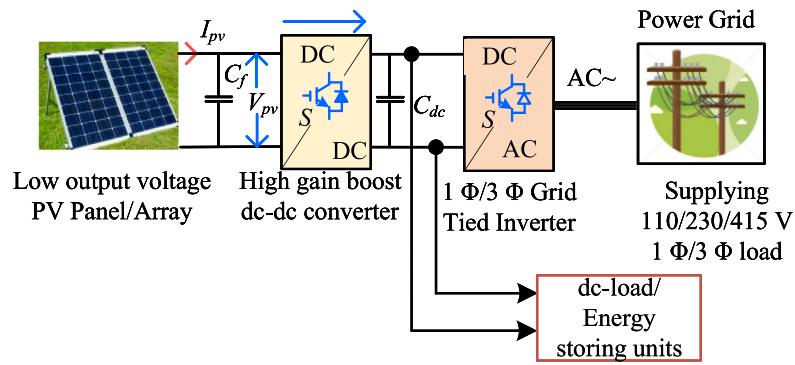 I_pv
C_f
V_pv
DC
S
DC
Low output voltage
PV Panel/Array
High gain boost
dc-dc converter
C_dc
DC
S
AC
1 Φ/3 Φ Grid
Tied Inverter
AC~
Power Grid
Supplying
110/230/415 V
1 Φ/3 Φ load
dc-load/
Energy
storing units